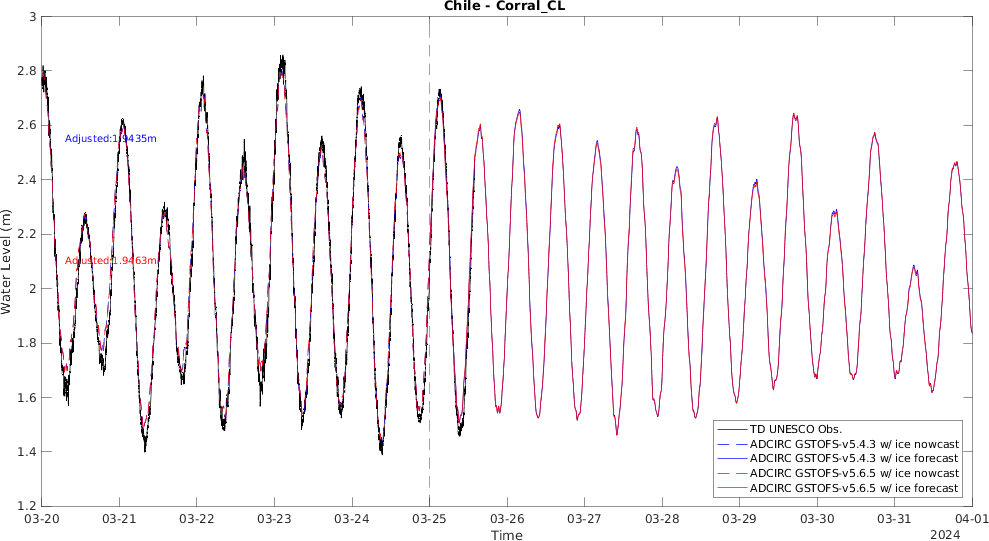 Chile - Corral_CL
3
2.8
2.6
2.4
2.2
2
1.8
1.6
1.4
1.2
Water Level (m)
Adjusted:1.9435m
Adjusted:1.9463m
TD UNESCO Obs.
ADCIRC GSTOFS-v5.4.3 w/ ice nowcast
ADCIRC GSTOFS-v5.4.3 w/ ice forecast
ADCIRC GSTOFS-v5.6.5 w/ ice nowcast
ADCIRC GSTOFS-v5.6.5 w/ ice forecast
03-20 03-21 03-22 03-23 03-24 03-25 03-26 03-27 03-28 03-29 03-30 03-31 04-01
Time
2024